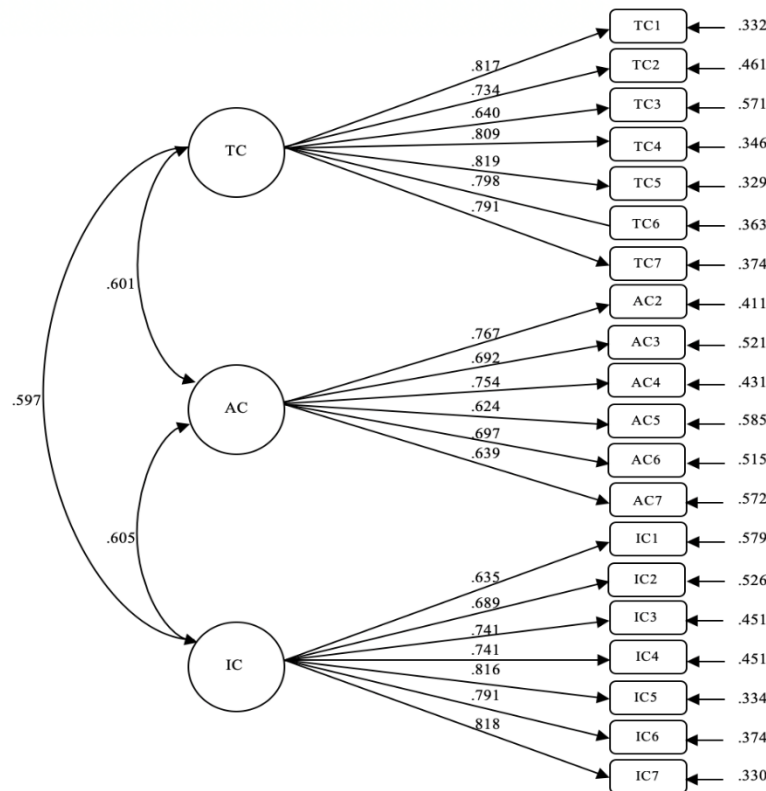 TC1 .332
.817 TC2 .461
.734
.640 TC3 .571
.809
TC TC4 .346
.819 TC5 .329
.798
.791 TC6 .363
TC7 .374
.601 AC2 .411
.767 AC3 .521
.692
.754 AC4 .431
.597 AC .624 AC5 .585
.697 AC6 .515
.639
AC7 .572
.605 IC1 .579
.635 IC2 .526
.689
.741 IC3 .451
.741
IC IC4 .451
.816 IC5 .334
.791
.818 IC6 .374
IC7 .330